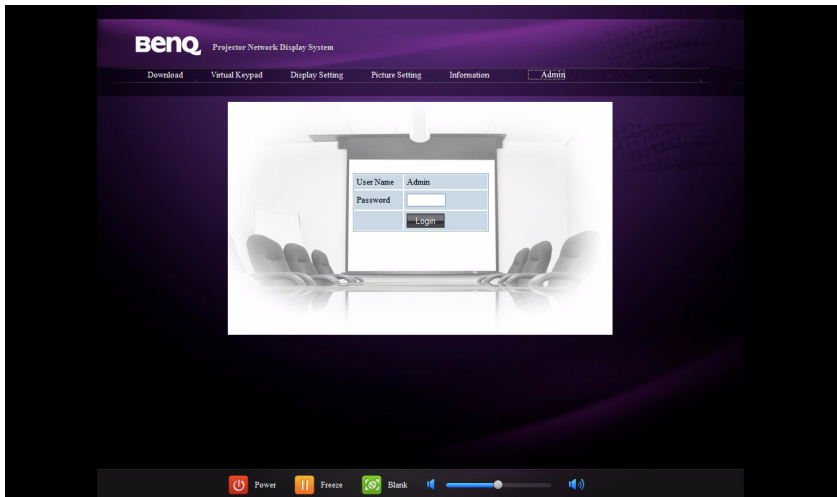 BenQ Projector Network Display System
Download Virtual Keypad Display Setting Picture Setting Information Admin
User Name Admin
Password
Login
Power Freeze Blank